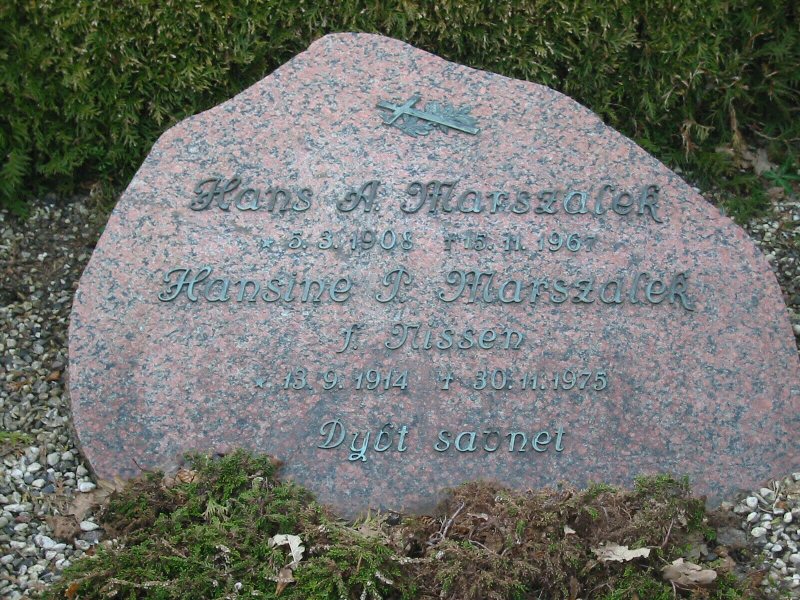 Hans A. Marszalek
* 5.3.1908 † 15.11.1967
Hansine P. Marszalek
f. Nissen
* 13.9.1914 † 30.11.1975
Dybt savnet